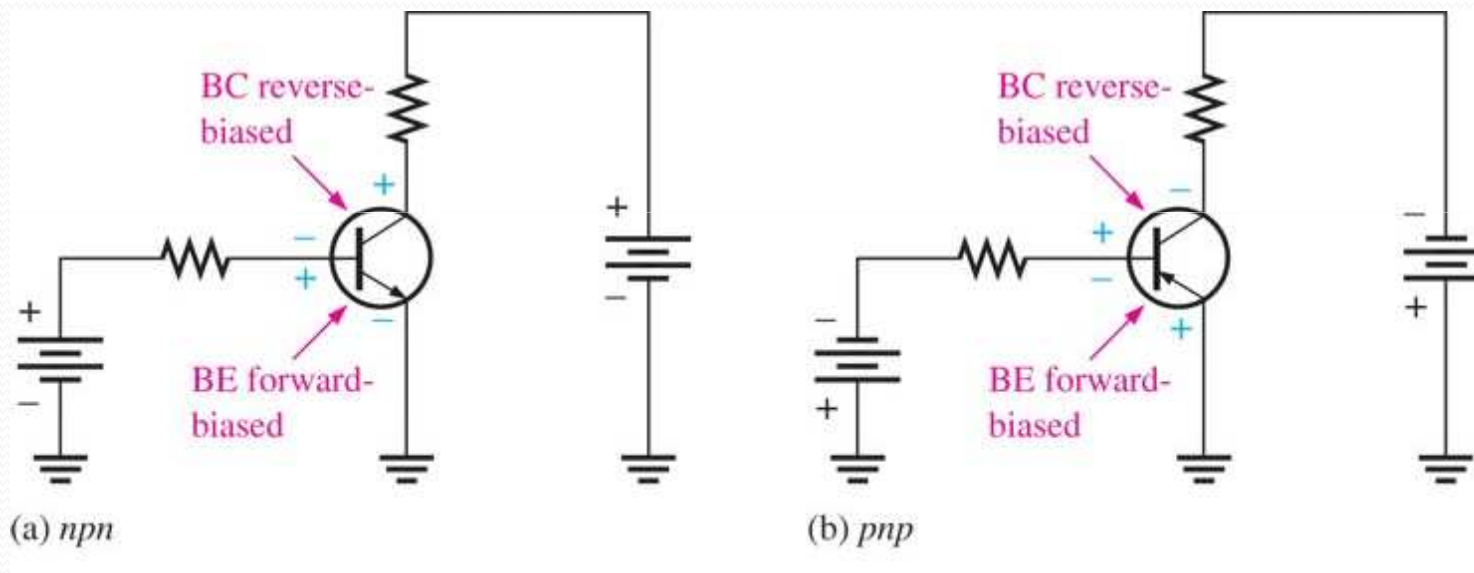 BC reverse-
biased
+
−
+
−
BE forward-
biased
+
−
+
−
(a) npn
BC reverse-
biased
−
+
−
+
BE forward-
biased
−
+
−
+
(b) pnp